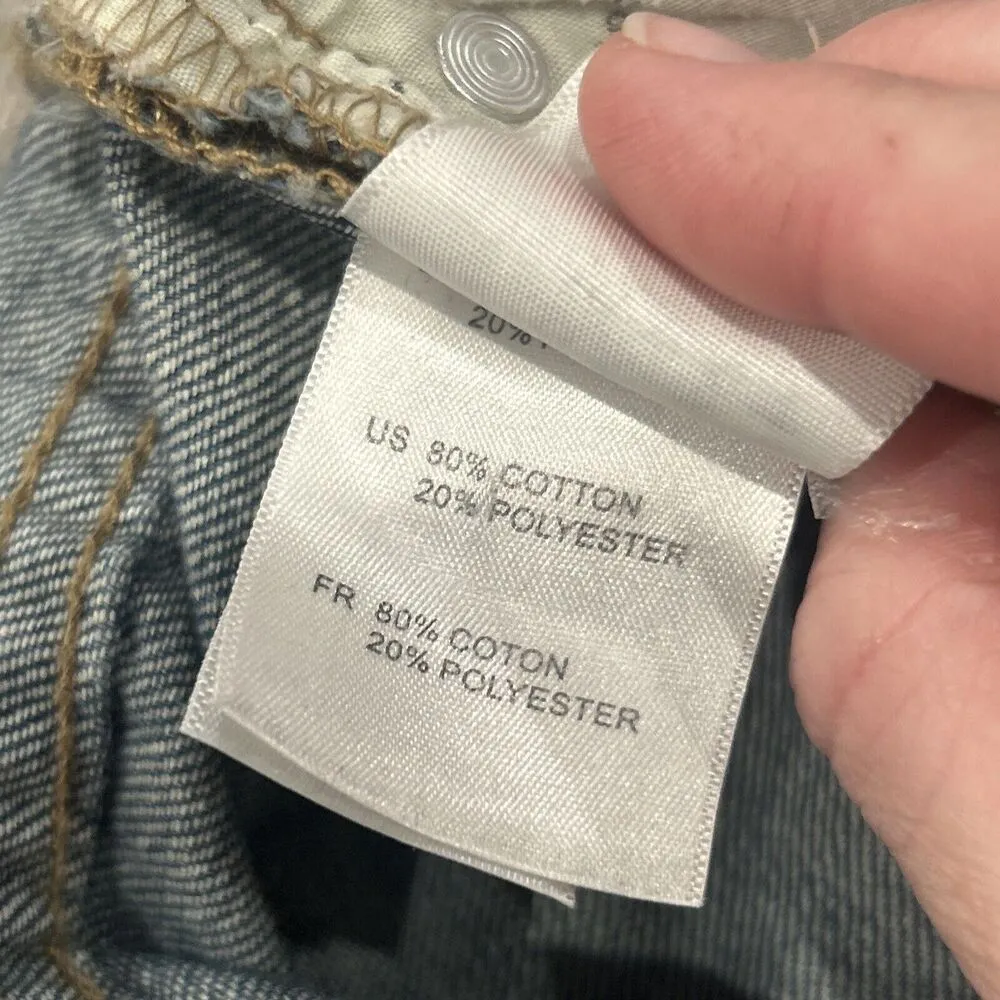 20%
US 80% COTTON
20% POLYESTER
FR 80% COTON
20% POLYESTER